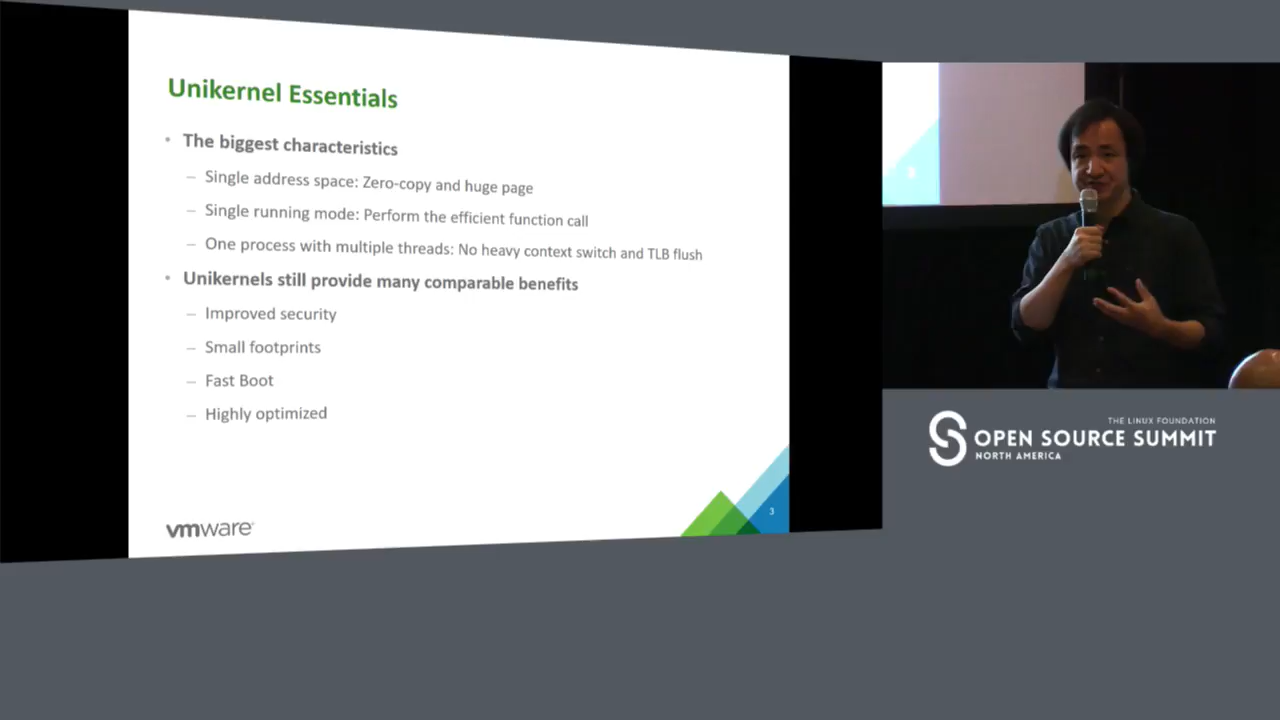 Unikernel Essentials
• The biggest characteristics
– Single address space: Zero-copy and huge page
– Single running mode: Perform the efficient function call
– One process with multiple threads: No heavy context switch and TLB flush
• Unikernels still provide many comparable benefits
– Improved security
– Small footprints
– Fast Boot
– Highly optimized
vmware
3
THE LINUX FOUNDATION
OPEN SOURCE SUMMIT
NORTH AMERICA